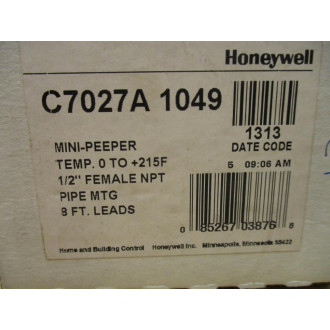 Honeywell
C7027A 1049
1313
DATE CODE
MINI-PEEPER
TEMP. 0 TO +215F
5 09:06 AM
1/2" FEMALE NPT
PIPE MTG
8 FT. LEADS
0 85267 03876 6
Home and Building Control Honeywell Inc. Minneapolis, Minnesota 55422